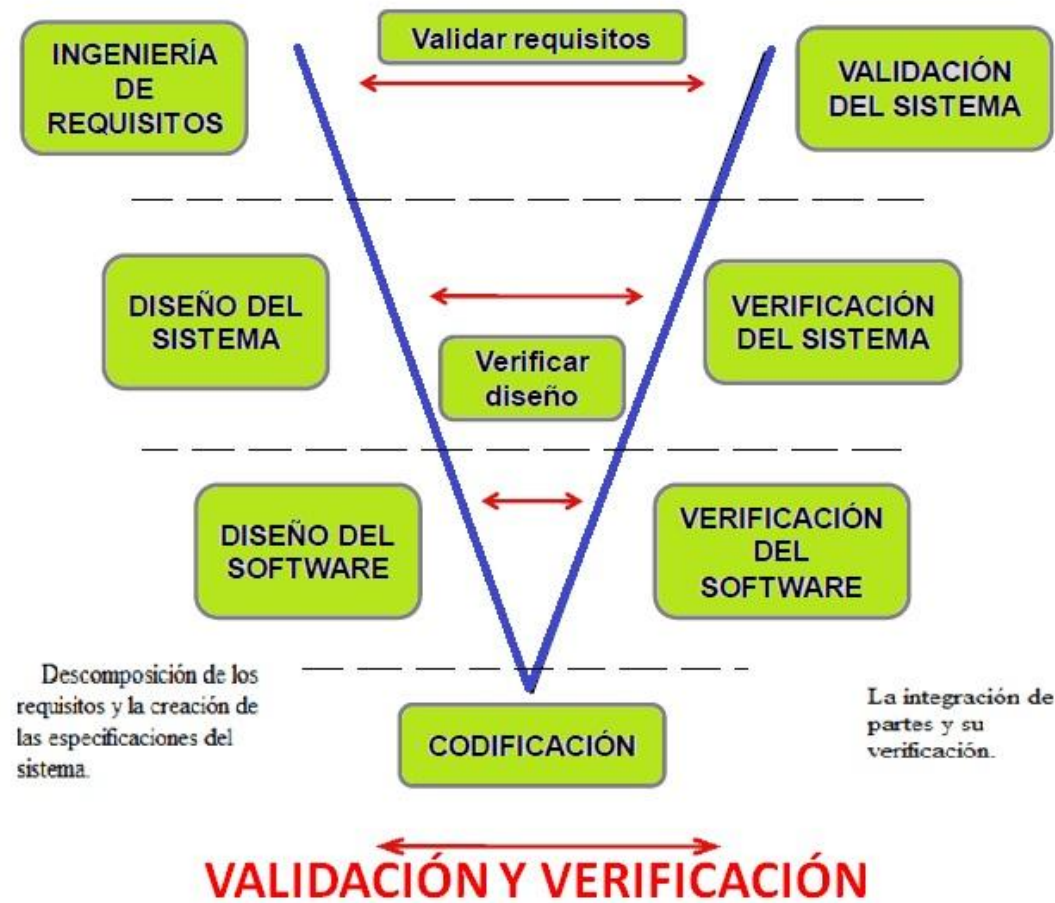 INGENIERÍA
DE
REQUISITOS
Validar requisitos
VALIDACIÓN
DEL SISTEMA
DISEÑO DEL
SISTEMA
Verificar
diseño
VERIFICACIÓN
DEL SISTEMA
DISEÑO DEL
SOFTWARE
VERIFICACIÓN
DEL
SOFTWARE
Descomposición de los
requisitos y la creación de
las especificaciones del
sistema.
CODIFICACIÓN
La integración de
partes y su
verificación.
VALIDACIÓN Y VERIFICACIÓN